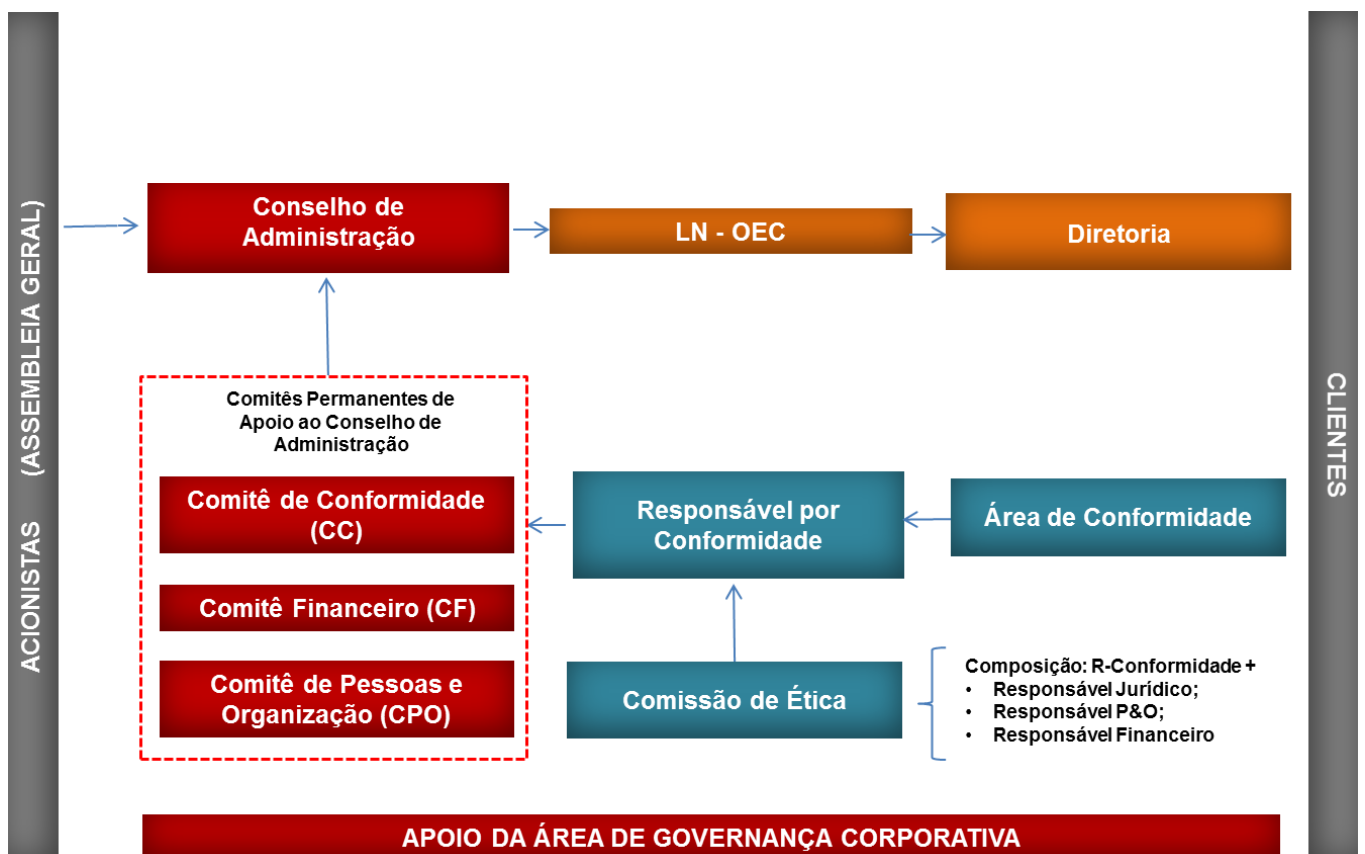 ACIONISTAS (ASSEMBLEIA GERAL)
Conselho de
Administração
LN - OEC
Diretoria
CLIENTES
Comitês Permanentes de
Apoio ao Conselho de
Administração
Comitê de Conformidade
(CC)
Comitê Financeiro (CF)
Comitê de Pessoas e
Organização (CPO)
Responsável por
Conformidade
Área de Conformidade
Comissão de Ética
Composição: R-Conformidade +
• Responsável Jurídico;
• Responsável P&O;
• Responsável Financeiro
APOIO DA ÁREA DE GOVERNANÇA CORPORATIVA